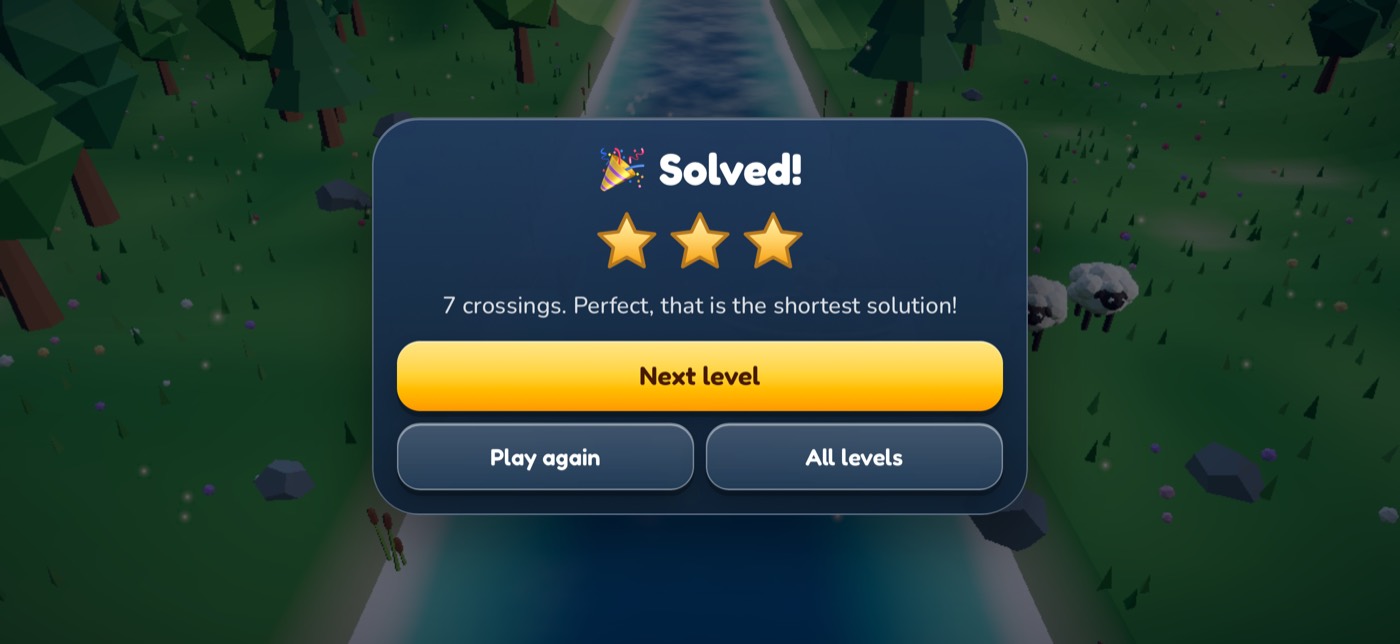 🎉 Solved!
7 crossings. Perfect, that is the shortest solution!
Next level
Play again
All levels